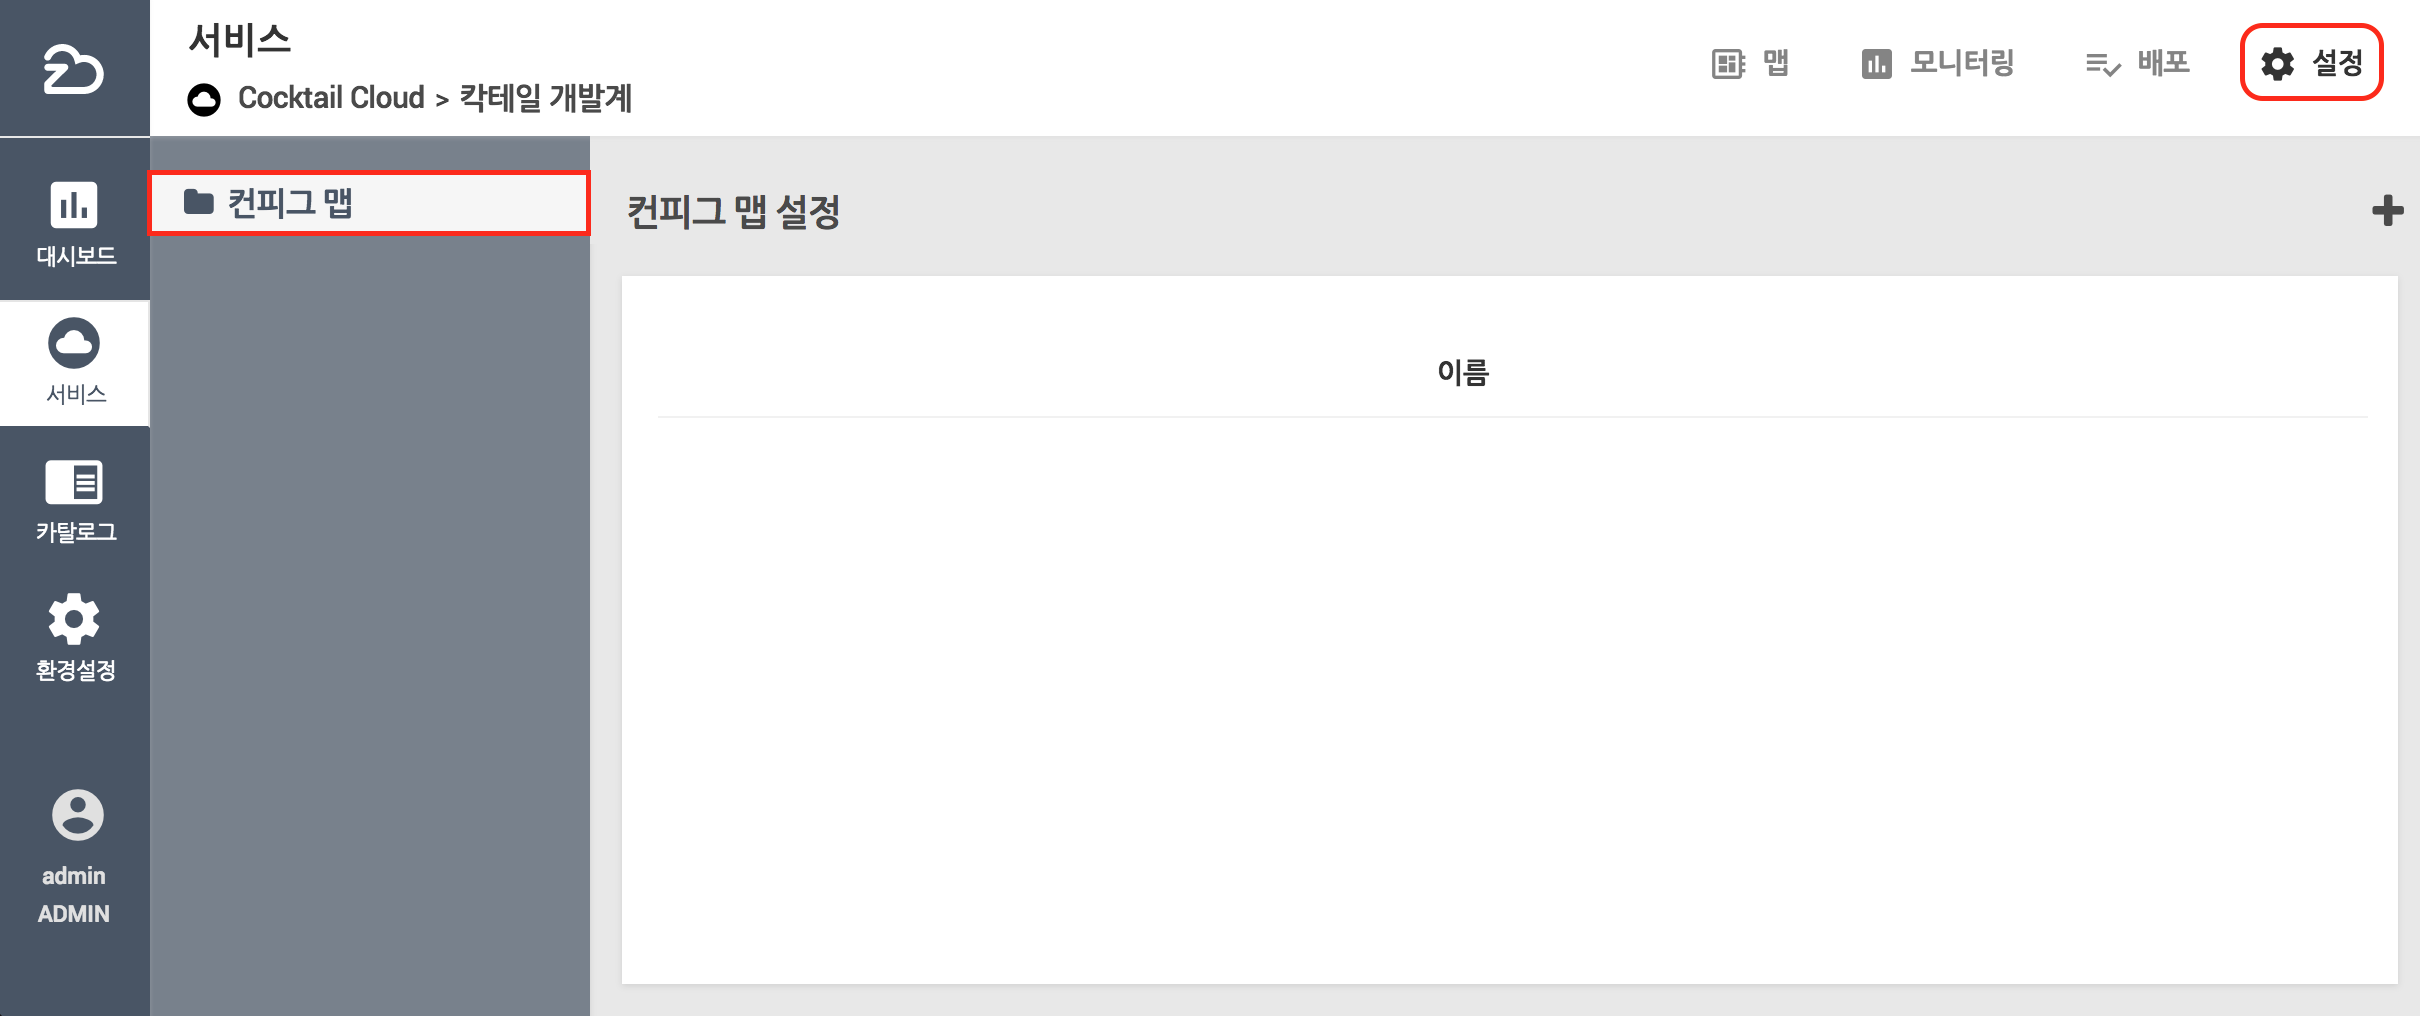 서비스
Cocktail Cloud > 칵테일 개발계
맵
모니터링
배포
설정
대시보드
서비스
카탈로그
환경설정
admin
ADMIN
컨피그 맵
컨피그 맵 설정
이름